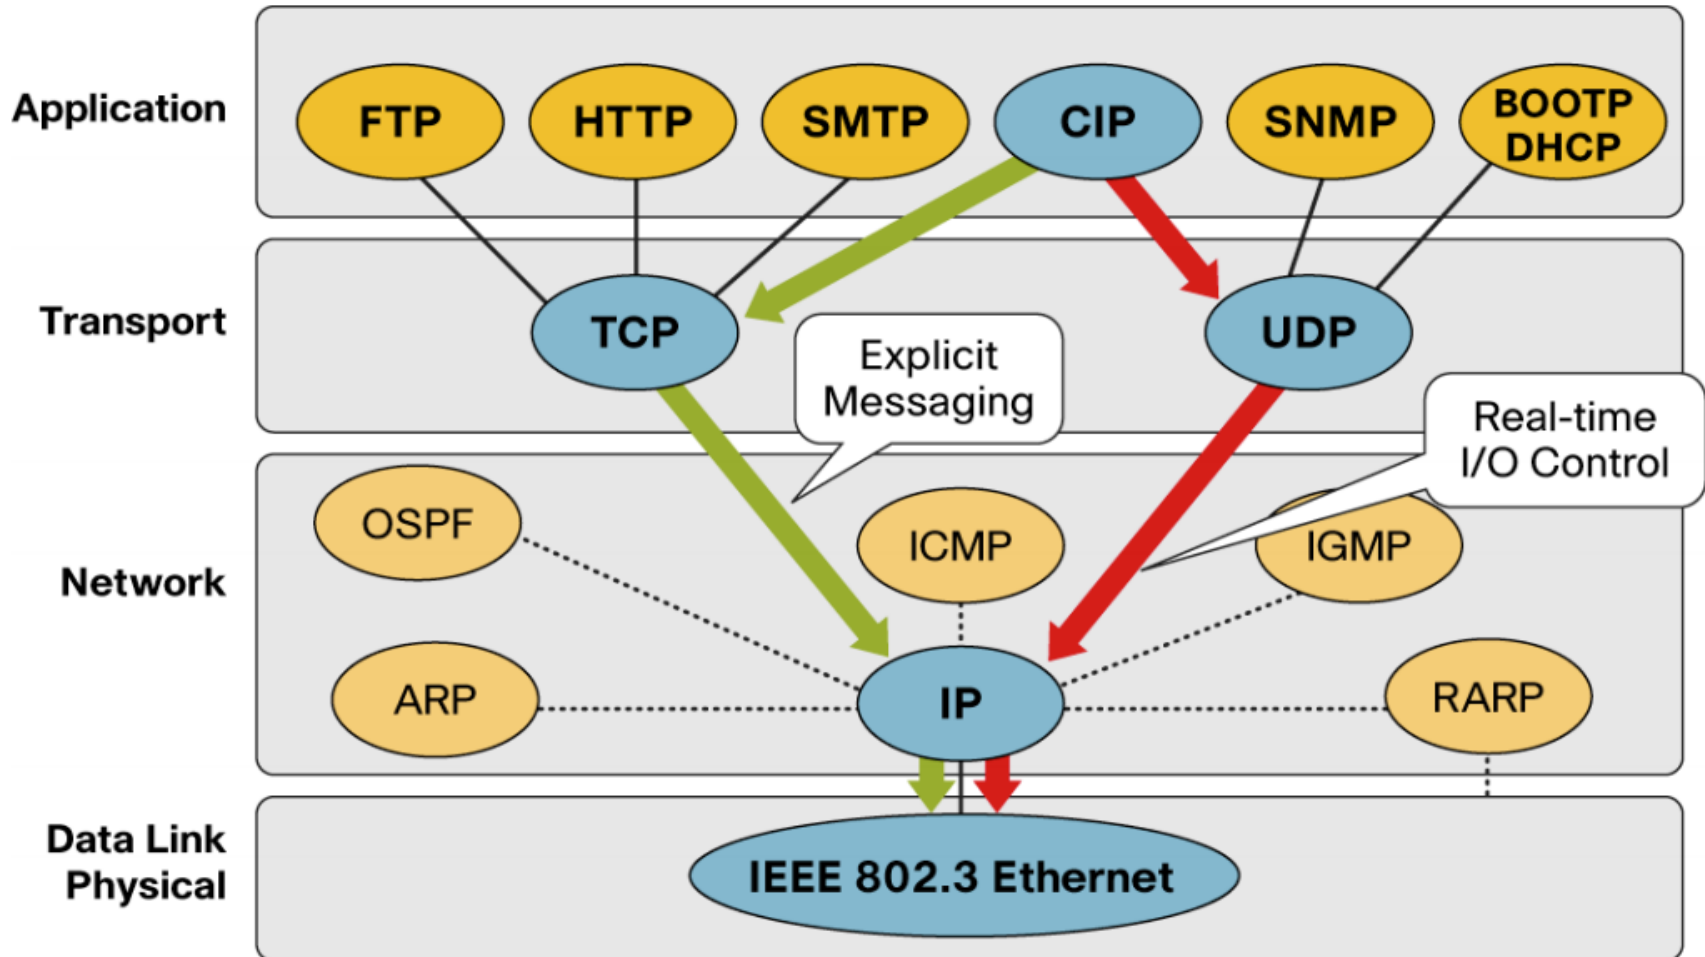 Application
FTP
HTTP
SMTP
CIP
SNMP
BOOTP
DHCP
Transport
TCP
UDP
Explicit
Messaging
Real-time
I/O Control
Network
OSPF
ICMP
IGMP
ARP
IP
RARP
Data Link
Physical
IEEE 802.3 Ethernet